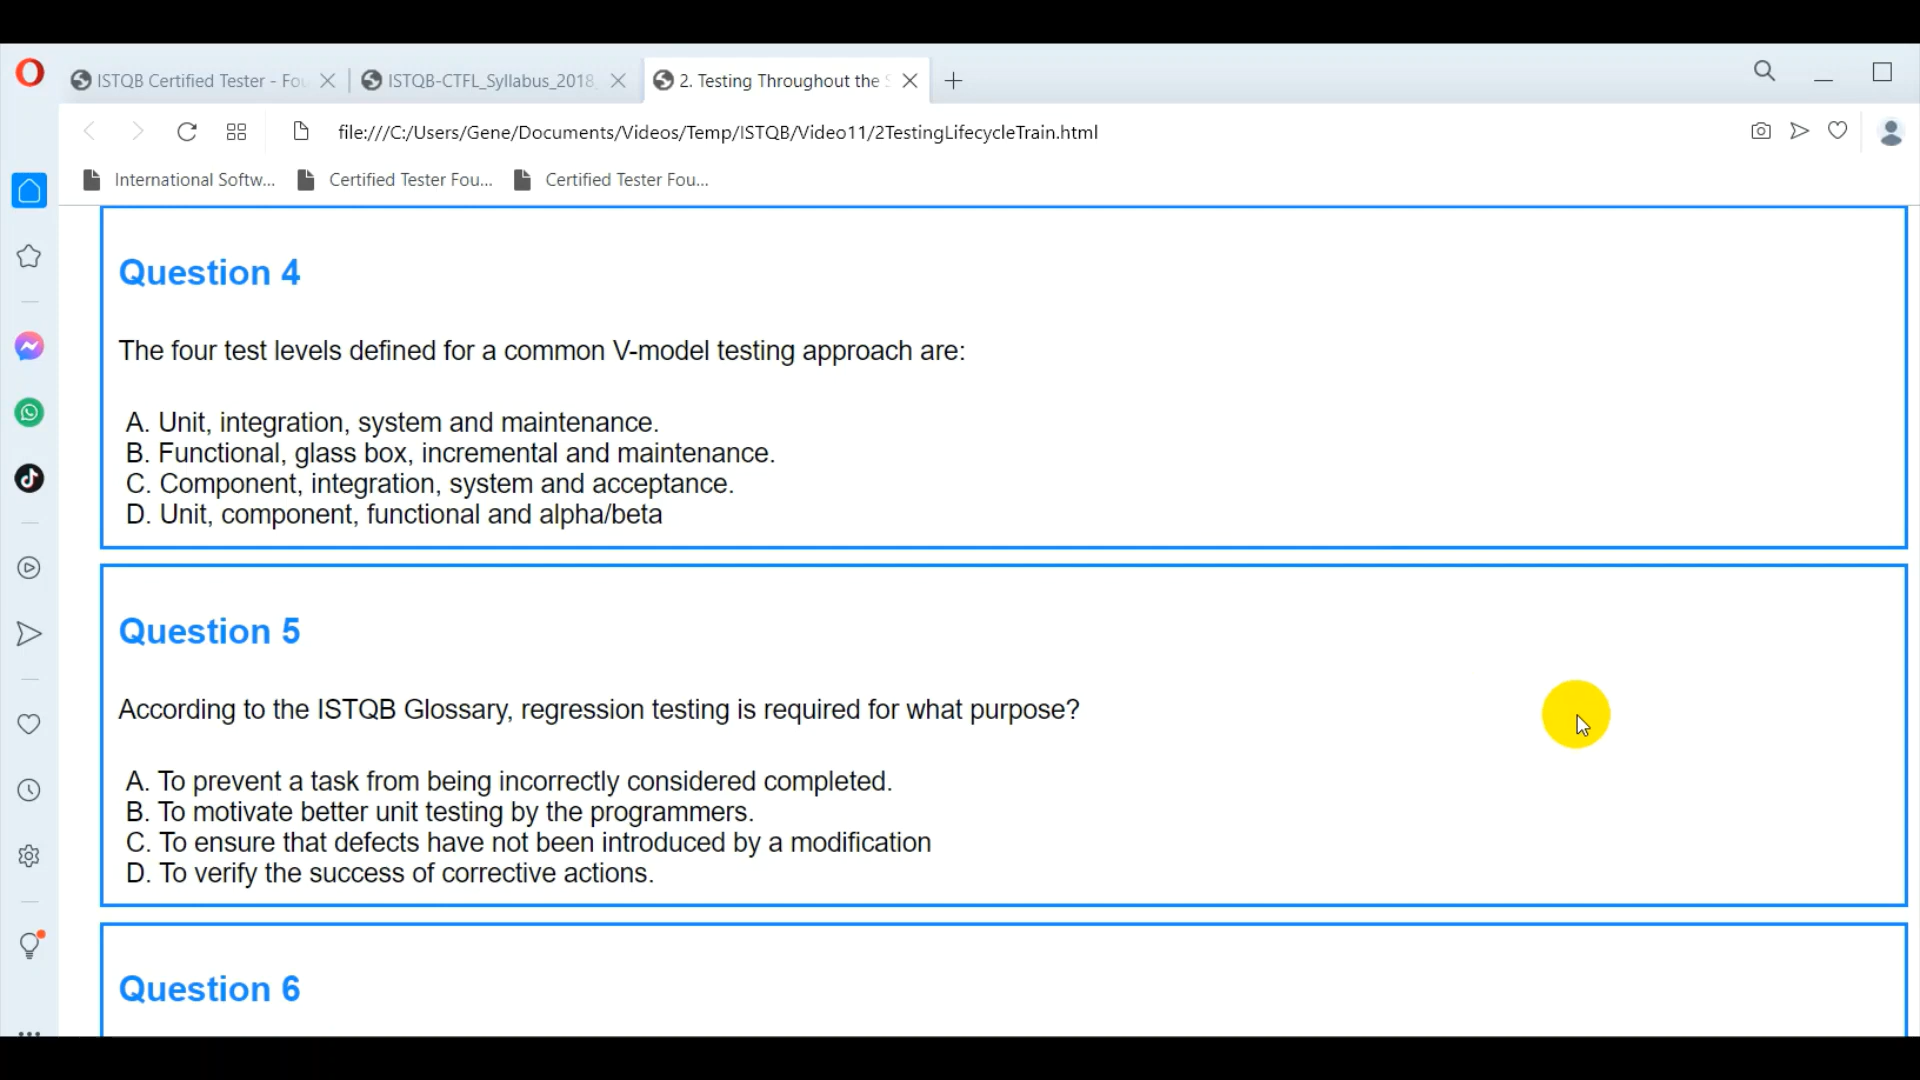 ISTQB Certified Tester - Fou
ISTQB-CTFL_Syllabus_2018_
2. Testing Throughout the S
file:///C:/Users/Gene/Documents/Videos/Temp/ISTQB/Video11/2TestingLifecycleTrain.html
International Softw...
Certified Tester Fou...
Certified Tester Fou...
Question 4
The four test levels defined for a common V-model testing approach are:
A. Unit, integration, system and maintenance.
B. Functional, glass box, incremental and maintenance.
C. Component, integration, system and acceptance.
D. Unit, component, functional and alpha/beta
Question 5
According to the ISTQB Glossary, regression testing is required for what purpose?
A. To prevent a task from being incorrectly considered completed.
B. To motivate better unit testing by the programmers.
C. To ensure that defects have not been introduced by a modification
D. To verify the success of corrective actions.
Question 6